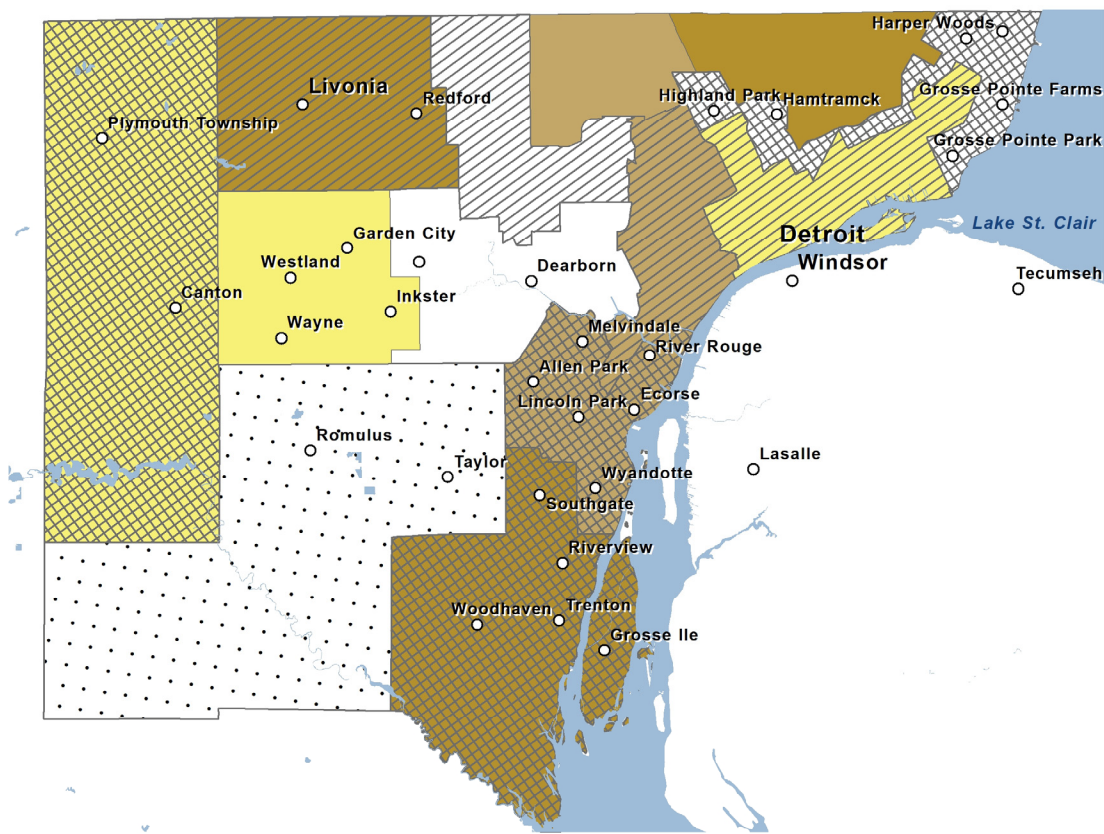 Harper Woods
Livonia
Redford
Highland Park
Hamtramck
Grosse Pointe Farms
Plymouth Township
Grosse Pointe Park
Lake St. Clair
Detroit
Garden City
Windsor
Westland
Dearborn
Tecumseh
Canton
Inkster
Wayne
Melvindale
River Rouge
Allen Park
Lincoln Park
Ecorse
Romulus
Lasalle
Taylor
Wyandotte
Southgate
Riverview
Woodhaven
Trenton
Grosse Ile